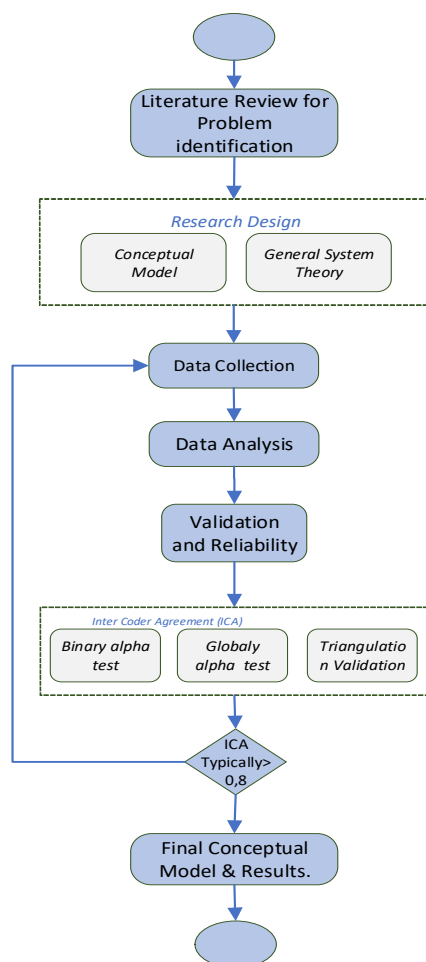 Literature Review for
Problem
identification
Research Design
Conceptual
Model
General System
Theory
Data Collection
Data Analysis
Validation
and Reliability
Inter Coder Agreement (ICA)
Binary alpha
test
Globaly
alpha test
Triangulatio
n Validation
ICA
Typically>
0,8
Final Conceptual
Model & Results.